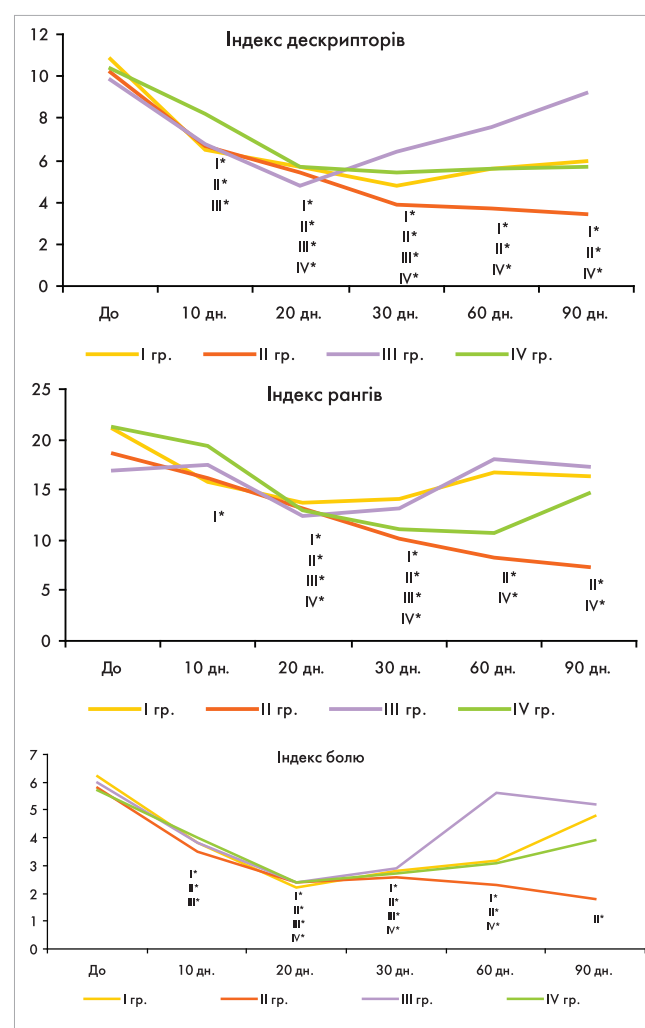 Індекс дескрипторів
12
10
8
6
4
2
0
I*
II*
III*
I*
II*
III*
IV*
I*
II*
III*
IV*
I*
II*
IV*
I*
II*
IV*
До 10 дн. 20 дн. 30 дн. 60 дн. 90 дн.
I гр. II гр. III гр. IV гр.
Індекс рангів
25
20
15
10
5
0
I*
I*
II*
III*
IV*
I*
II*
III*
IV*
II*
IV*
II*
IV*
До 10 дн. 20 дн. 30 дн. 60 дн. 90 дн.
I гр. II гр. III гр. IV гр.
Індекс болю
7
6
5
4
3
2
1
0
I*
II*
III*
I*
II*
III*
IV*
I*
II*
III*
IV*
I*
II*
IV*
II*
До 10 дн. 20 дн. 30 дн. 60 дн. 90 дн.
I гр. II гр. III гр. IV гр.